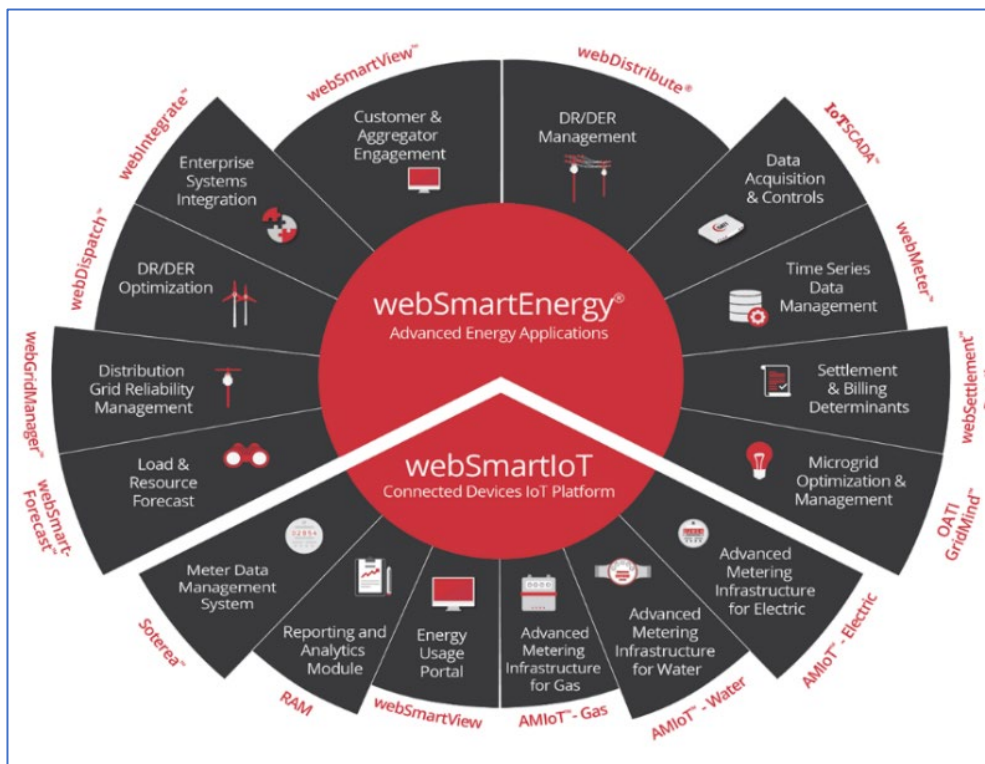 webSmartView™
Customer &
Aggregator
Engagement
webDistribute®
DR/DER
Management
IoTSCADA™
Data
Acquisition
& Controls
webMeter™
Time Series
Data
Management
webSettlement™
Settlement
& Billing
Determinants
OATI
GridMind™
Microgrid
Optimization &
Management
webIntegrate™
Enterprise
Systems
Integration
webDispatch™
DR/DER
Optimization
webGridManager™
Distribution
Grid Reliability
Management
webSmart-
Forecast™
Load &
Resource
Forecast
webSmartEnergy®
Advanced Energy Applications
webSmartIoT
Connected Devices IoT Platform
Soterea™
Meter Data
Management
System
RAM
Reporting and
Analytics
Module
webSmartView
Energy
Usage
Portal
AMIoT™ - Gas
Advanced
Metering
Infrastructure
for Gas
AMIoT™ - Water
Advanced
Metering
Infrastructure
for Water
AMIoT™ - Electric
Advanced
Metering
Infrastructure
for Electric